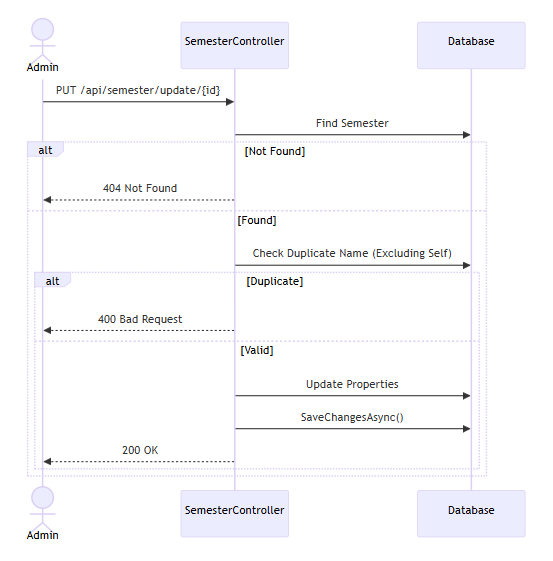 SemesterController
Database
Admin
PUT /api/semester/update/{id}
Find Semester
alt
[Not Found]
404 Not Found
[Found]
Check Duplicate Name (Excluding Self)
alt
[Duplicate]
400 Bad Request
[Valid]
Update Properties
SaveChangesAsync()
200 OK
SemesterController
Database
Admin